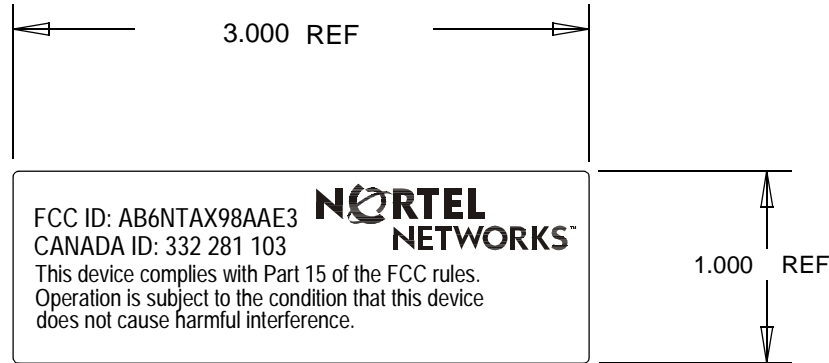 3.000 REF
FCC ID: AB6NTAX98AAE3
NORTEL
NETWORKS™
CANADA ID: 332 281 103
This device complies with Part 15 of the FCC rules.
Operation is subject to the condition that this device
does not cause harmful interference.
1.000 REF